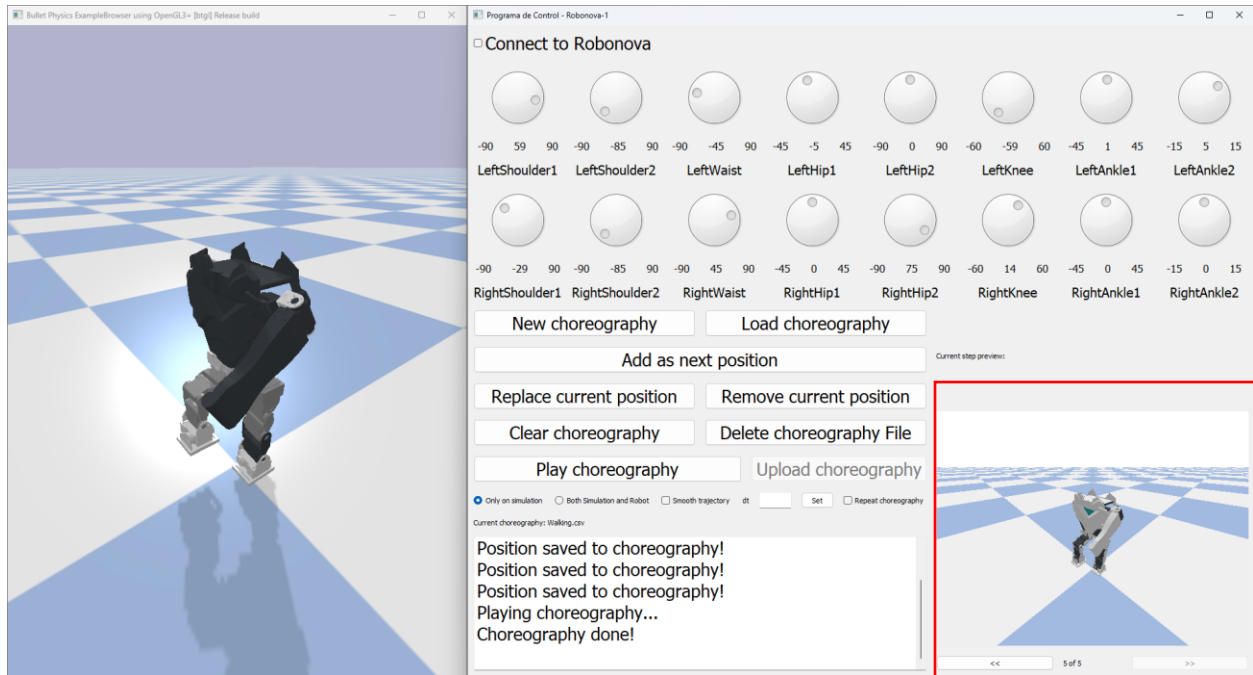 Bullet Physics ExampleBrowser using OpenGL3+ [btgl] Release build
Programa de Control - Robonova-1
Connect to Robonova
-90 59 90 -90 -85 90 -90 -45 90 -45 -5 45 -90 0 90 -60 -59 60 -45 1 45 -15 5 15
LeftShoulder1 LeftShoulder2 LeftWaist LeftHip1 LeftHip2 LeftKnee LeftAnkle1 LeftAnkle2
-90 -29 90 -90 -85 90 -90 45 90 -45 0 45 -90 75 90 -60 14 60 -45 0 45 -15 0 15
RightShoulder1 RightShoulder2 RightWaist RightHip1 RightHip2 RightKnee RightAnkle1 RightAnkle2
New choreography Load choreography
Add as next position
Current step preview:
Replace current position Remove current position
Clear choreography Delete choreography File
Play choreography Upload choreography
Only on simulation Both Simulation and Robot Smooth trajectory dt Set Repeat choreography
Current choreography: Walking.csv
Position saved to choreography!
Position saved to choreography!
Position saved to choreography!
Playing choreography...
Choreography done!
<< 5 of 5 >>